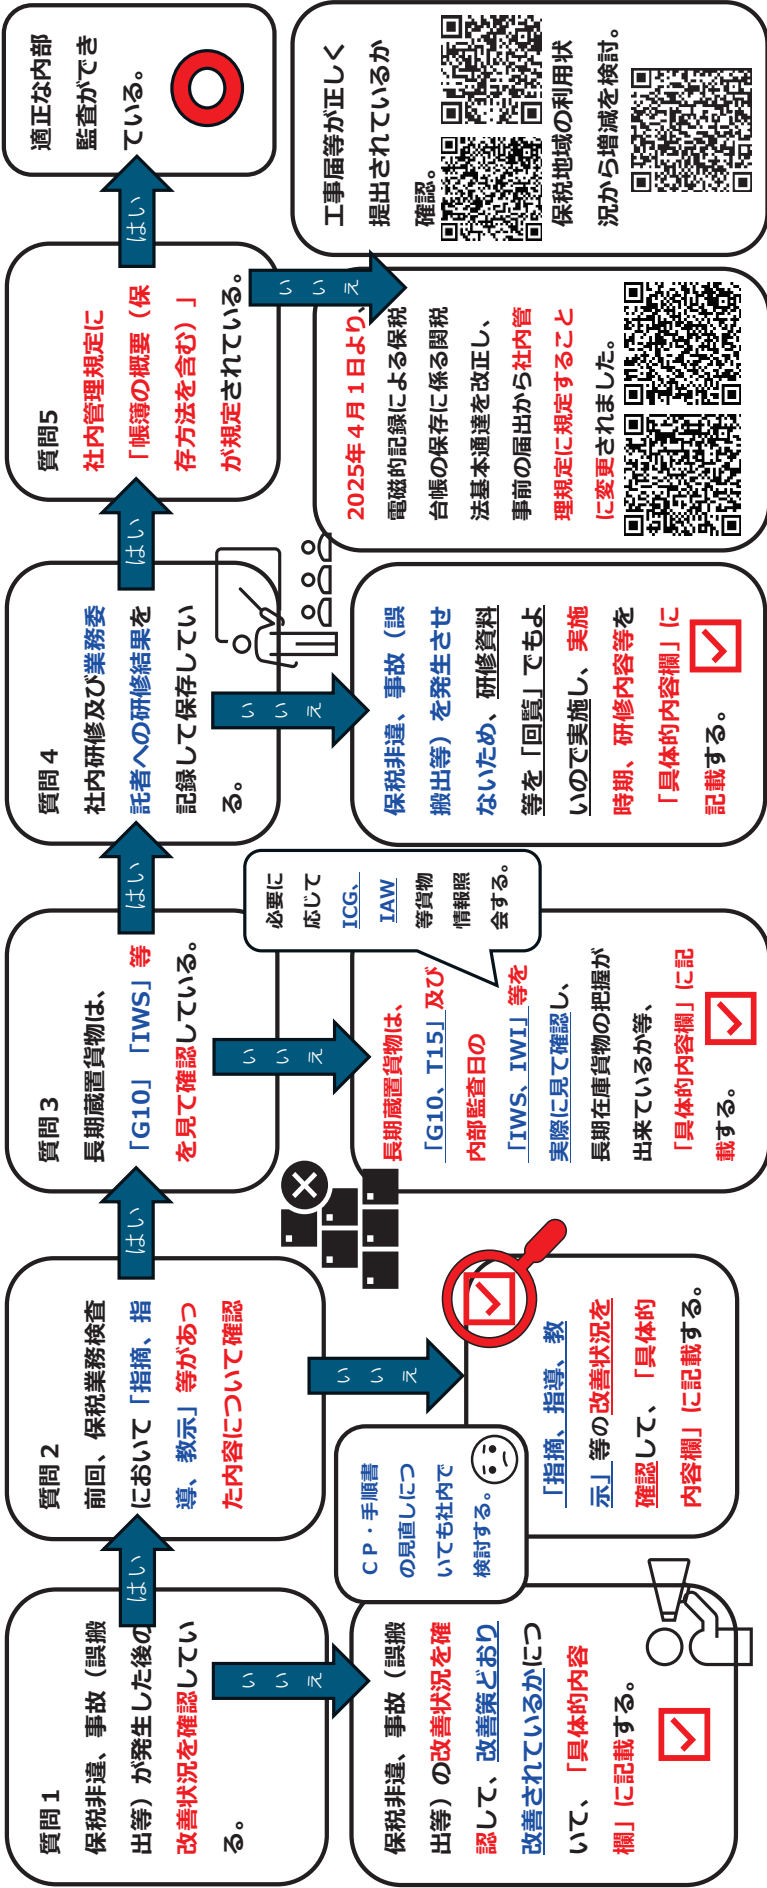 質問１
保税非違、事故（誤搬
出等）が発生した後の
改善状況を確認してい
る。
はい
いいえ
保税非違、事故（誤搬
出等）の改善状況を確
認して、改善策どおり
改善されているかにつ
いて、「具体的内容
欄」に記載する。
質問２
前回、保税業務検査
において「指摘、指
導、教示」等があっ
た内容について確認
はい
いいえ
ＣＰ・手順書
の見直しにつ
いても社内で
検討する。
「指摘、指導、教
示」等の改善状況を
確認して、「具体的
内容欄」に記載する。
質問３
長期蔵置貨物は、
「G10」「IWS」等
を見て確認している。
はい
いいえ
必要に
応じて
ICG、
IAW
等貨物
情報照
会する。
長期蔵置貨物は、
「G10、T15」及び
内部監査日の
「IWS、IWI」等を
実際に見て確認し、
長期在庫貨物の把握が
出来ているか等、
「具体的内容欄」に記
載する。
質問４
社内研修及び業務委
託者への研修結果を
記録して保存してい
る。
はい
いいえ
保税非違、事故（誤
搬出等）を発生させ
ないため、研修資料
等を「回覧」でもよ
いので実施し、実施
時期、研修内容等を
「具体的内容欄」に
記載する。
質問5
社内管理規定に
「帳簿の概要（保
存方法を含む）」
が規定されている。
はい
いいえ
2025年４月１日より、
電磁的記録による保税
台帳の保存に係る関税
法基本通達を改正し、
事前の届出から社内管
理規定に規定すること
に変更されました。
適正な内部
監査ができ
ている。
工事届等が正しく
提出されているか
確認。
保税地域の利用状
況から増減を検討。